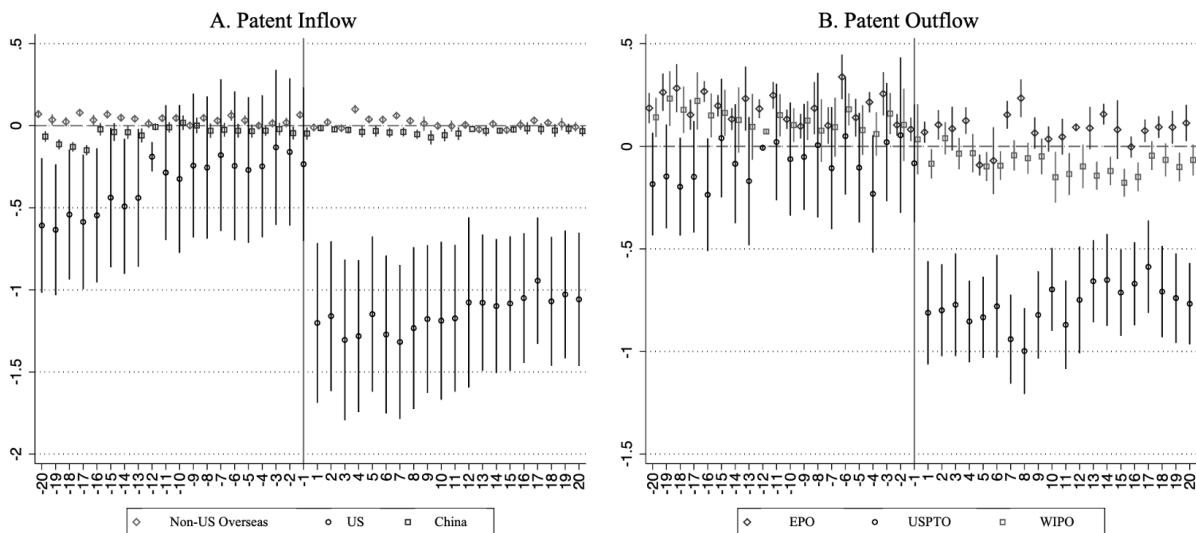 A. Patent Inflow
.5
0
-.5
-1
-1.5
-2
-20 -19 -18 -17 -16 -15 -14 -13 -12 -11 -10 -9 -8 -7 -6 -5 -4 -3 -2 -1 1 2 3 4 5 6 7 8 9 10 11 12 13 14 15 16 17 18 19 20
Non-US Overseas US China
B. Patent Outflow
.5
0
-.5
-1
-1.5
-20 -19 -18 -17 -16 -15 -14 -13 -12 -11 -10 -9 -8 -7 -6 -5 -4 -3 -2 -1 1 2 3 4 5 6 7 8 9 10 11 12 13 14 15 16 17 18 19 20
EPO USPTO WIPO